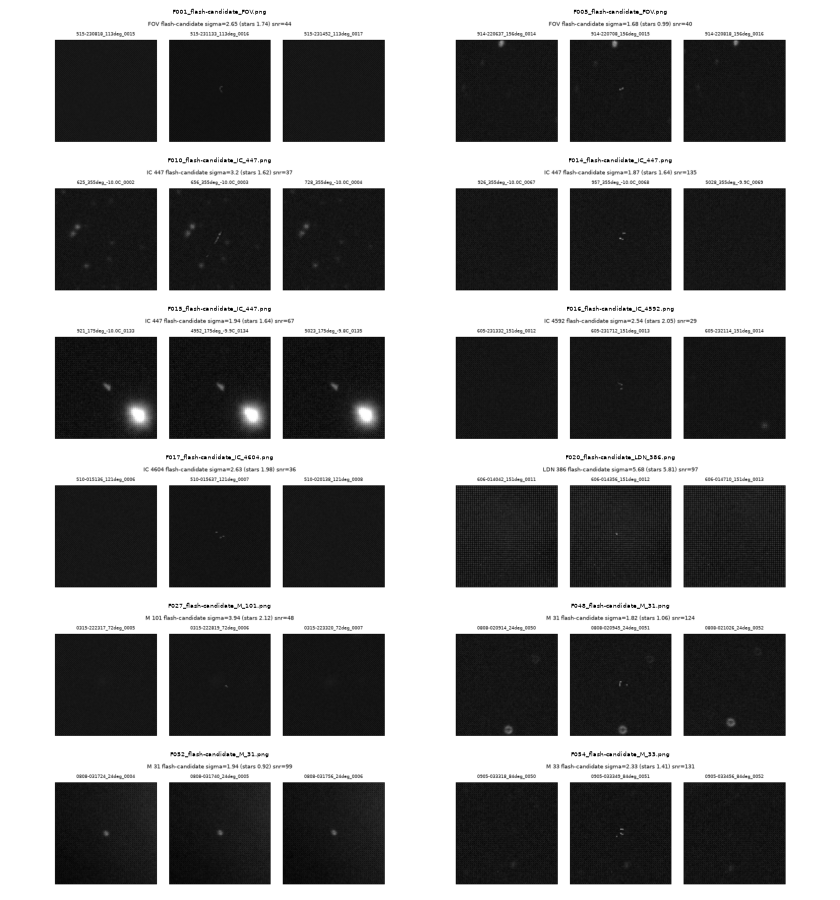 F001_flash-candidate_FOV.png
FOV flash-candidate sigma=2.65 (stars 1.74) snr=44
515-230818_113deg_0015 515-231133_113deg_0016 515-231452_113deg_0017
F005_flash-candidate_FOV.png
FOV flash-candidate sigma=1.68 (stars 0.99) snr=40
914-220637_156deg_0014 914-220708_156deg_0015 914-220818_156deg_0016
F010_flash-candidate_IC_447.png
IC 447 flash-candidate sigma=3.2 (stars 1.62) snr=37
625_355deg_-10.0C_0002 656_355deg_-10.0C_0003 728_355deg_-10.0C_0004
F014_flash-candidate_IC_447.png
IC 447 flash-candidate sigma=1.87 (stars 1.64) snr=135
926_355deg_-10.0C_0067 957_355deg_-10.0C_0068 5028_355deg_-9.9C_0069
F015_flash-candidate_IC_447.png
IC 447 flash-candidate sigma=1.94 (stars 1.64) snr=67
921_175deg_-10.0C_0133 4952_175deg_-9.9C_0134 5023_175deg_-9.8C_0135
F016_flash-candidate_IC_4592.png
IC 4592 flash-candidate sigma=2.54 (stars 2.05) snr=29
605-231332_151deg_0012 605-231712_151deg_0013 605-232114_151deg_0014
F017_flash-candidate_IC_4604.png
IC 4604 flash-candidate sigma=2.63 (stars 1.98) snr=36
510-015136_121deg_0006 510-015637_121deg_0007 510-020138_121deg_0008
F020_flash-candidate_LDN_386.png
LDN 386 flash-candidate sigma=5.68 (stars 5.81) snr=97
606-014042_151deg_0011 606-014356_151deg_0012 606-014710_151deg_0013
F027_flash-candidate_M_101.png
M 101 flash-candidate sigma=3.94 (stars 2.12) snr=48
0315-222317_72deg_0005 0315-222819_72deg_0006 0315-223320_72deg_0007
F048_flash-candidate_M_31.png
M 31 flash-candidate sigma=1.82 (stars 1.06) snr=124
0808-020914_24deg_0050 0808-020945_24deg_0051 0808-021026_24deg_0052
F052_flash-candidate_M_31.png
M 31 flash-candidate sigma=1.94 (stars 0.92) snr=99
0808-031724_24deg_0004 0808-031740_24deg_0005 0808-031756_24deg_0006
F054_flash-candidate_M_33.png
M 33 flash-candidate sigma=2.33 (stars 1.41) snr=131
0905-033318_84deg_0050 0905-033349_84deg_0051 0905-033456_84deg_0052